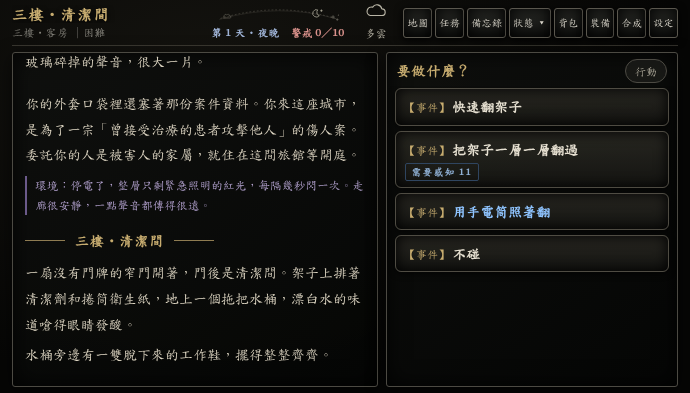 三樓・清潔間
三樓・客房｜困難
第 1 天・夜晚 警戒 0／10
多雲
地圖 任務 備忘錄 狀態 ▾ 背包 裝備 合成 設定
玻璃碎掉的聲音，很大一片。
你的外套口袋裡還塞著那份案件資料。你來這座城市，
是為了一宗「曾接受治療的患者攻擊他人」的傷人案。
委託你的人是被害人的家屬，就住在這間旅館等開庭。
環境：停電了，整層只剩緊急照明的紅光，每隔幾秒閃一次。走
廊很安靜，一點聲音都傳得很遠。
三樓・清潔間
一扇沒有門牌的窄門開著，門後是清潔間。架子上排著
清潔劑和捲筒衛生紙，地上一個拖把水桶，漂白水的味
道嗆得眼睛發酸。
水桶旁邊有一雙脫下來的工作鞋，擺得整整齊齊。
要做什麼？
行動
【事件】快速翻架子
【事件】把架子一層一層翻過
需要感知 11
【事件】用手電筒照著翻
【事件】不碰